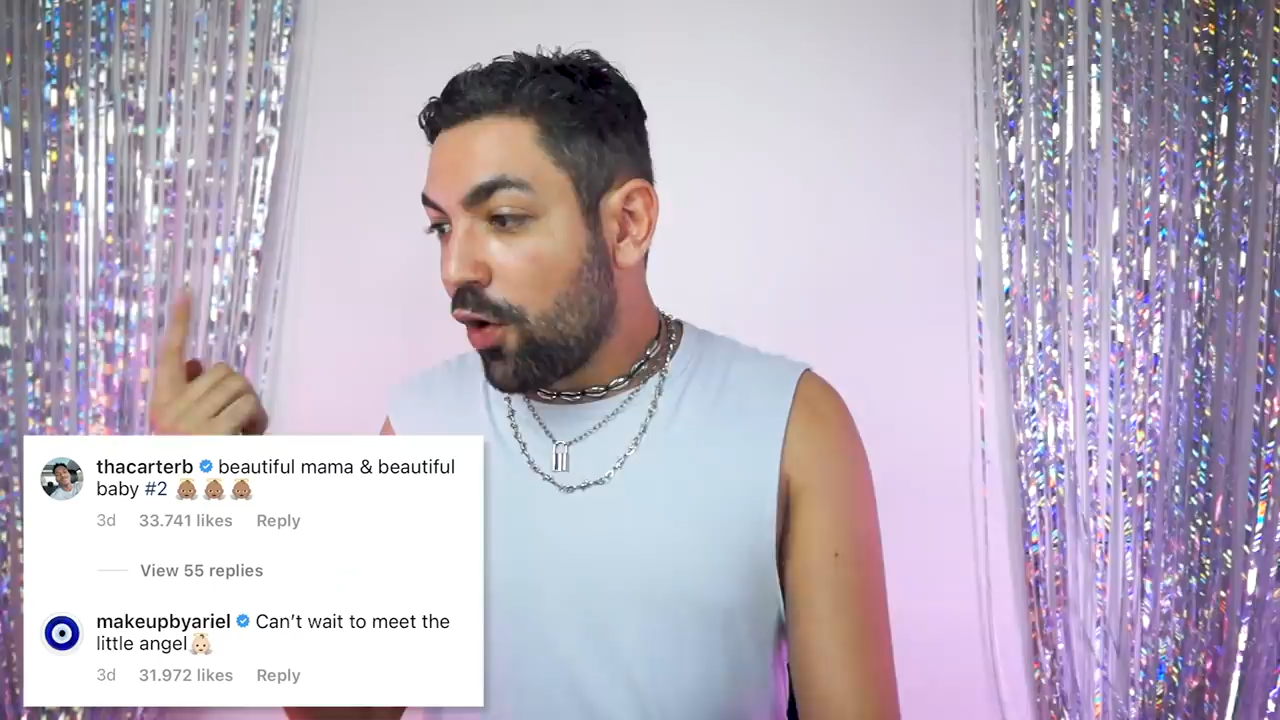 thacarterb beautiful mama & beautiful
baby #2 👼🏽👼🏽👼🏽
3d 33.741 likes Reply
View 55 replies
makeupbyariel Can’t wait to meet the
little angel👼🏻
3d 31.972 likes Reply